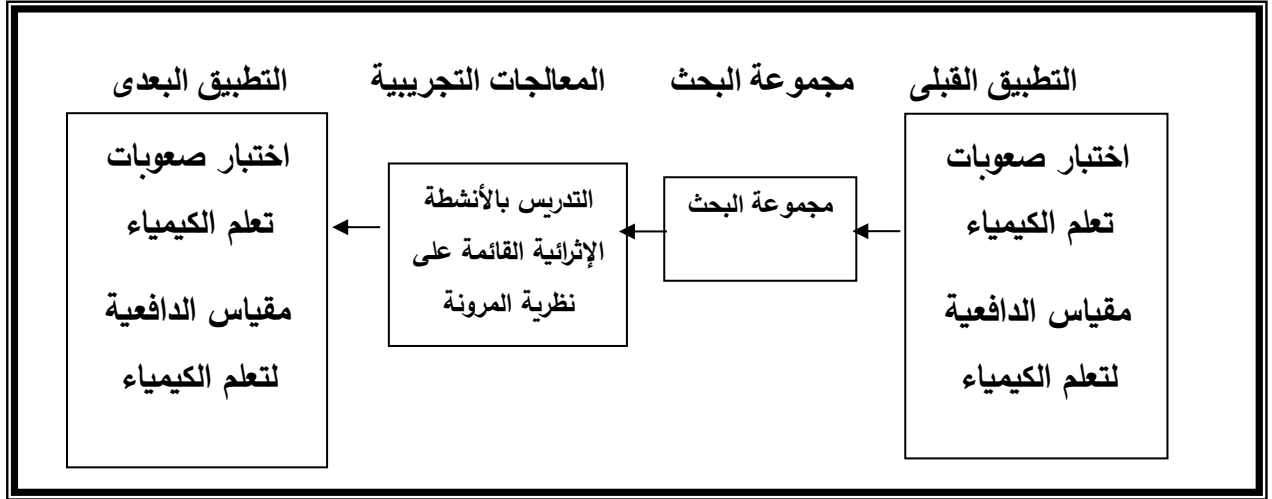 التطبيق القبلى مجموعة البحث المعالجات التجريبية التطبيق البعدى
اختبار صعوبات
تعلم الكيمياء
مقياس الدافعية
لتعلم الكيمياء
مجموعة البحث
التدريس بالأنشطة
الإثرائية القائمة على
نظرية المرونة
اختبار صعوبات
تعلم الكيمياء
مقياس الدافعية
لتعلم الكيمياء